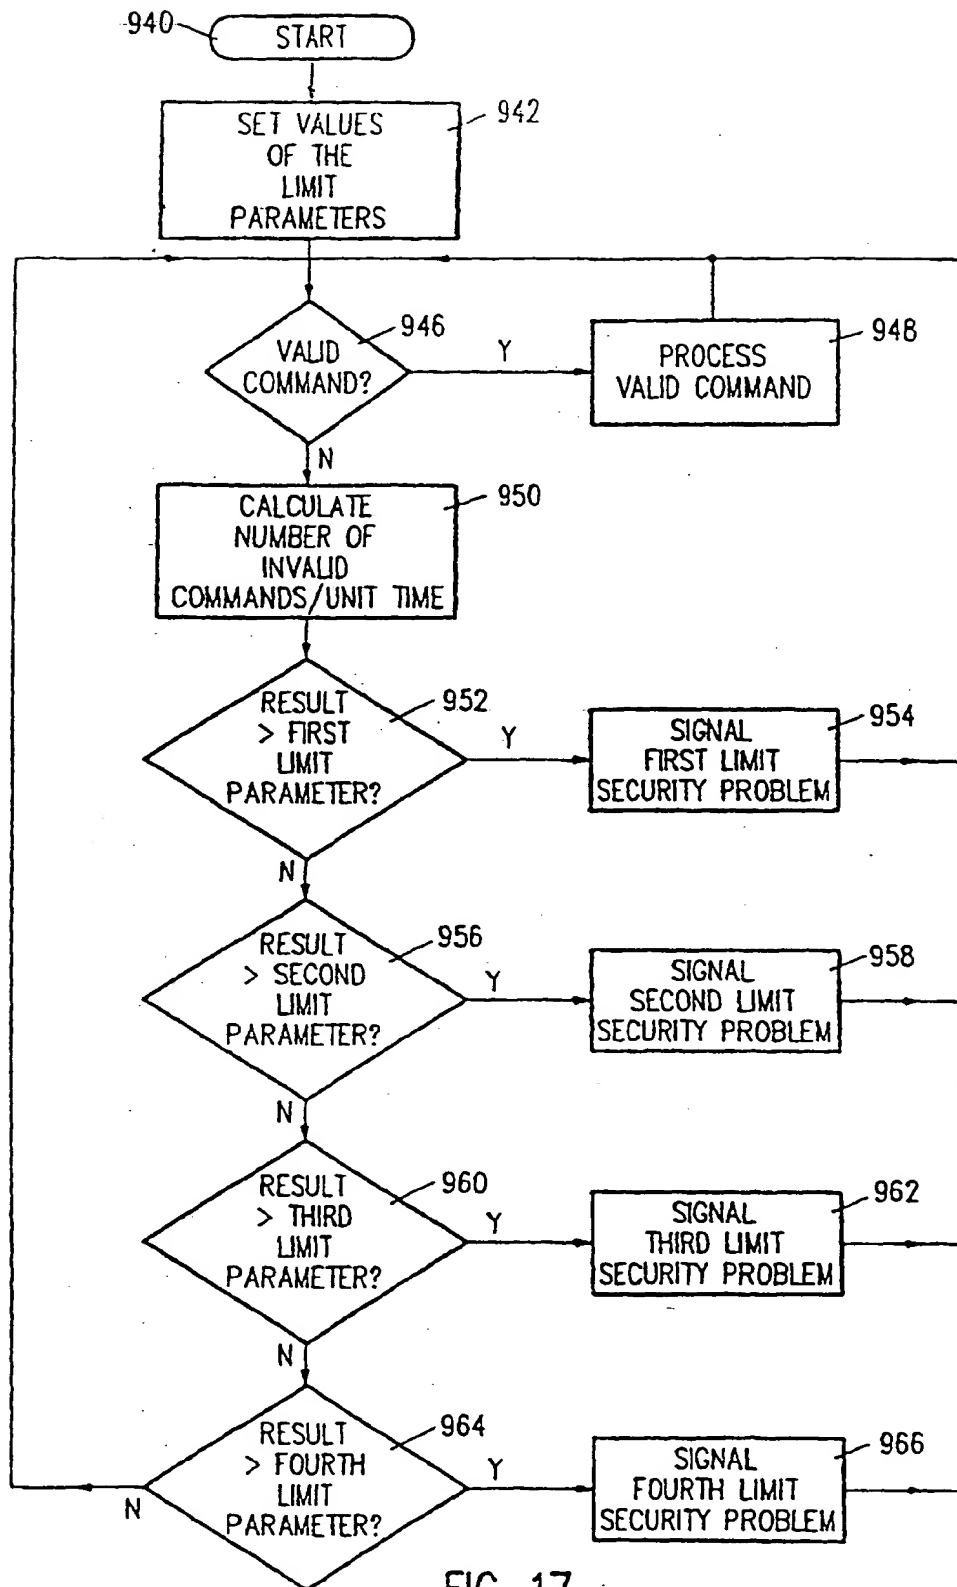 940
START
942
SET VALUES
OF THE
LIMIT
PARAMETERS
946
VALID
COMMAND?
Y
948
PROCESS
VALID COMMAND
N
950
CALCULATE
NUMBER OF
INVALID
COMMANDS/UNIT TIME
952
RESULT
> FIRST
LIMIT
PARAMETER?
Y
954
SIGNAL
FIRST LIMIT
SECURITY PROBLEM
N
956
RESULT
> SECOND
LIMIT
PARAMETER?
Y
958
SIGNAL
SECOND LIMIT
SECURITY PROBLEM
N
960
RESULT
> THIRD
LIMIT
PARAMETER?
Y
962
SIGNAL
THIRD LIMIT
SECURITY PROBLEM
N
964
RESULT
> FOURTH
LIMIT
PARAMETER?
Y
966
SIGNAL
FOURTH LIMIT
SECURITY PROBLEM
N
FIG. 17